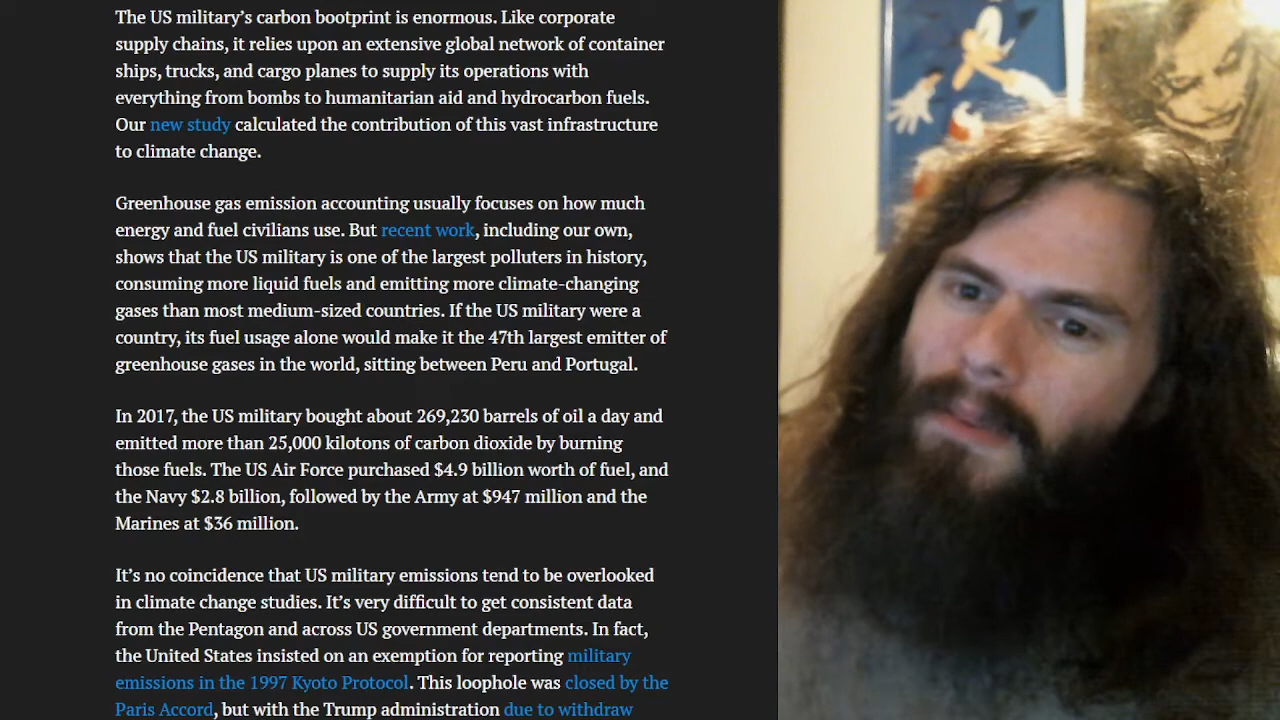 The US military’s carbon bootprint is enormous. Like corporate
supply chains, it relies upon an extensive global network of container
ships, trucks, and cargo planes to supply its operations with
everything from bombs to humanitarian aid and hydrocarbon fuels.
Our new study calculated the contribution of this vast infrastructure
to climate change.
Greenhouse gas emission accounting usually focuses on how much
energy and fuel civilians use. But recent work, including our own,
shows that the US military is one of the largest polluters in history,
consuming more liquid fuels and emitting more climate-changing
gases than most medium-sized countries. If the US military were a
country, its fuel usage alone would make it the 47th largest emitter of
greenhouse gases in the world, sitting between Peru and Portugal.
In 2017, the US military bought about 269,230 barrels of oil a day and
emitted more than 25,000 kilotons of carbon dioxide by burning
those fuels. The US Air Force purchased $4.9 billion worth of fuel, and
the Navy $2.8 billion, followed by the Army at $947 million and the
Marines at $36 million.
It’s no coincidence that US military emissions tend to be overlooked
in climate change studies. It’s very difficult to get consistent data
from the Pentagon and across US government departments. In fact,
the United States insisted on an exemption for reporting military
emissions in the 1997 Kyoto Protocol. This loophole was closed by the
Paris Accord, but with the Trump administration due to withdraw